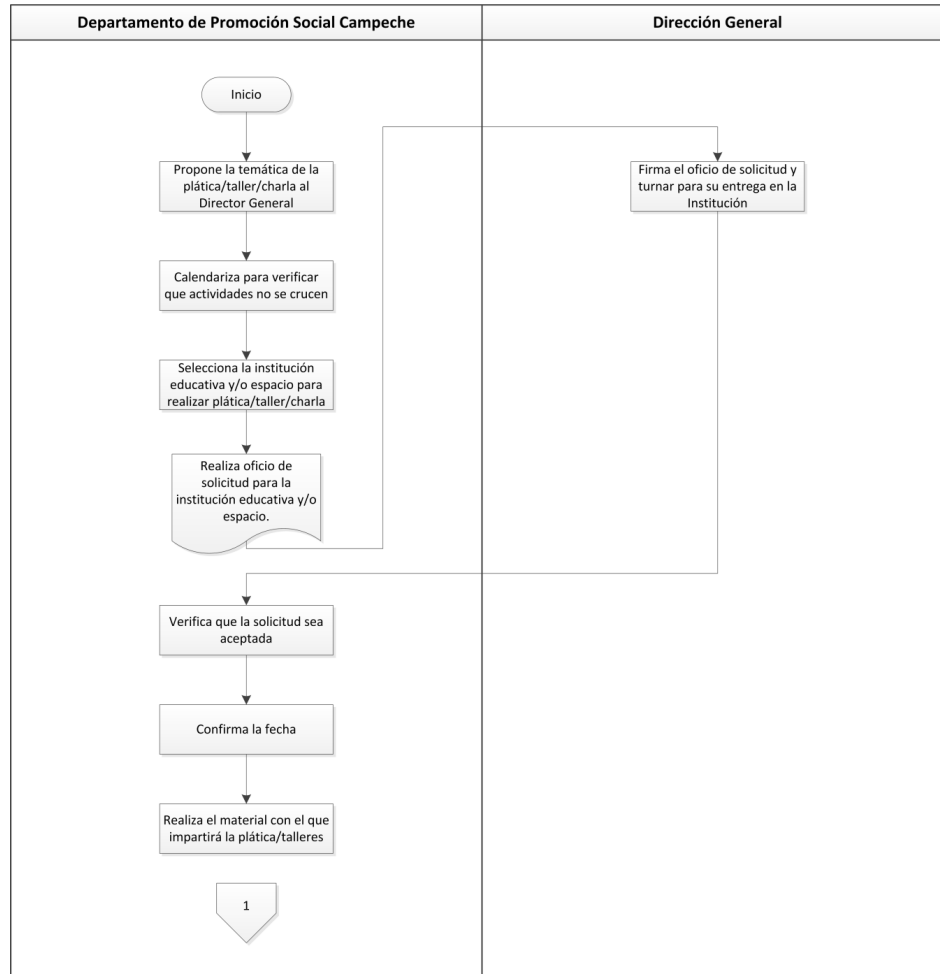 Departamento de Promoción Social Campeche
Dirección General
Inicio
Propone la temática de la
plática/taller/charla al
Director General
Firma el oficio de solicitud y
turnar para su entrega en la
Institución
Calendariza para verificar
que actividades no se crucen
Selecciona la institución
educativa y/o espacio para
realizar plática/taller/charla
Realiza oficio de
solicitud para la
institución educativa y/o
espacio.
Verifica que la solicitud sea
aceptada
Confirma la fecha
Realiza el material con el que
impartirá la plática/talleres
1